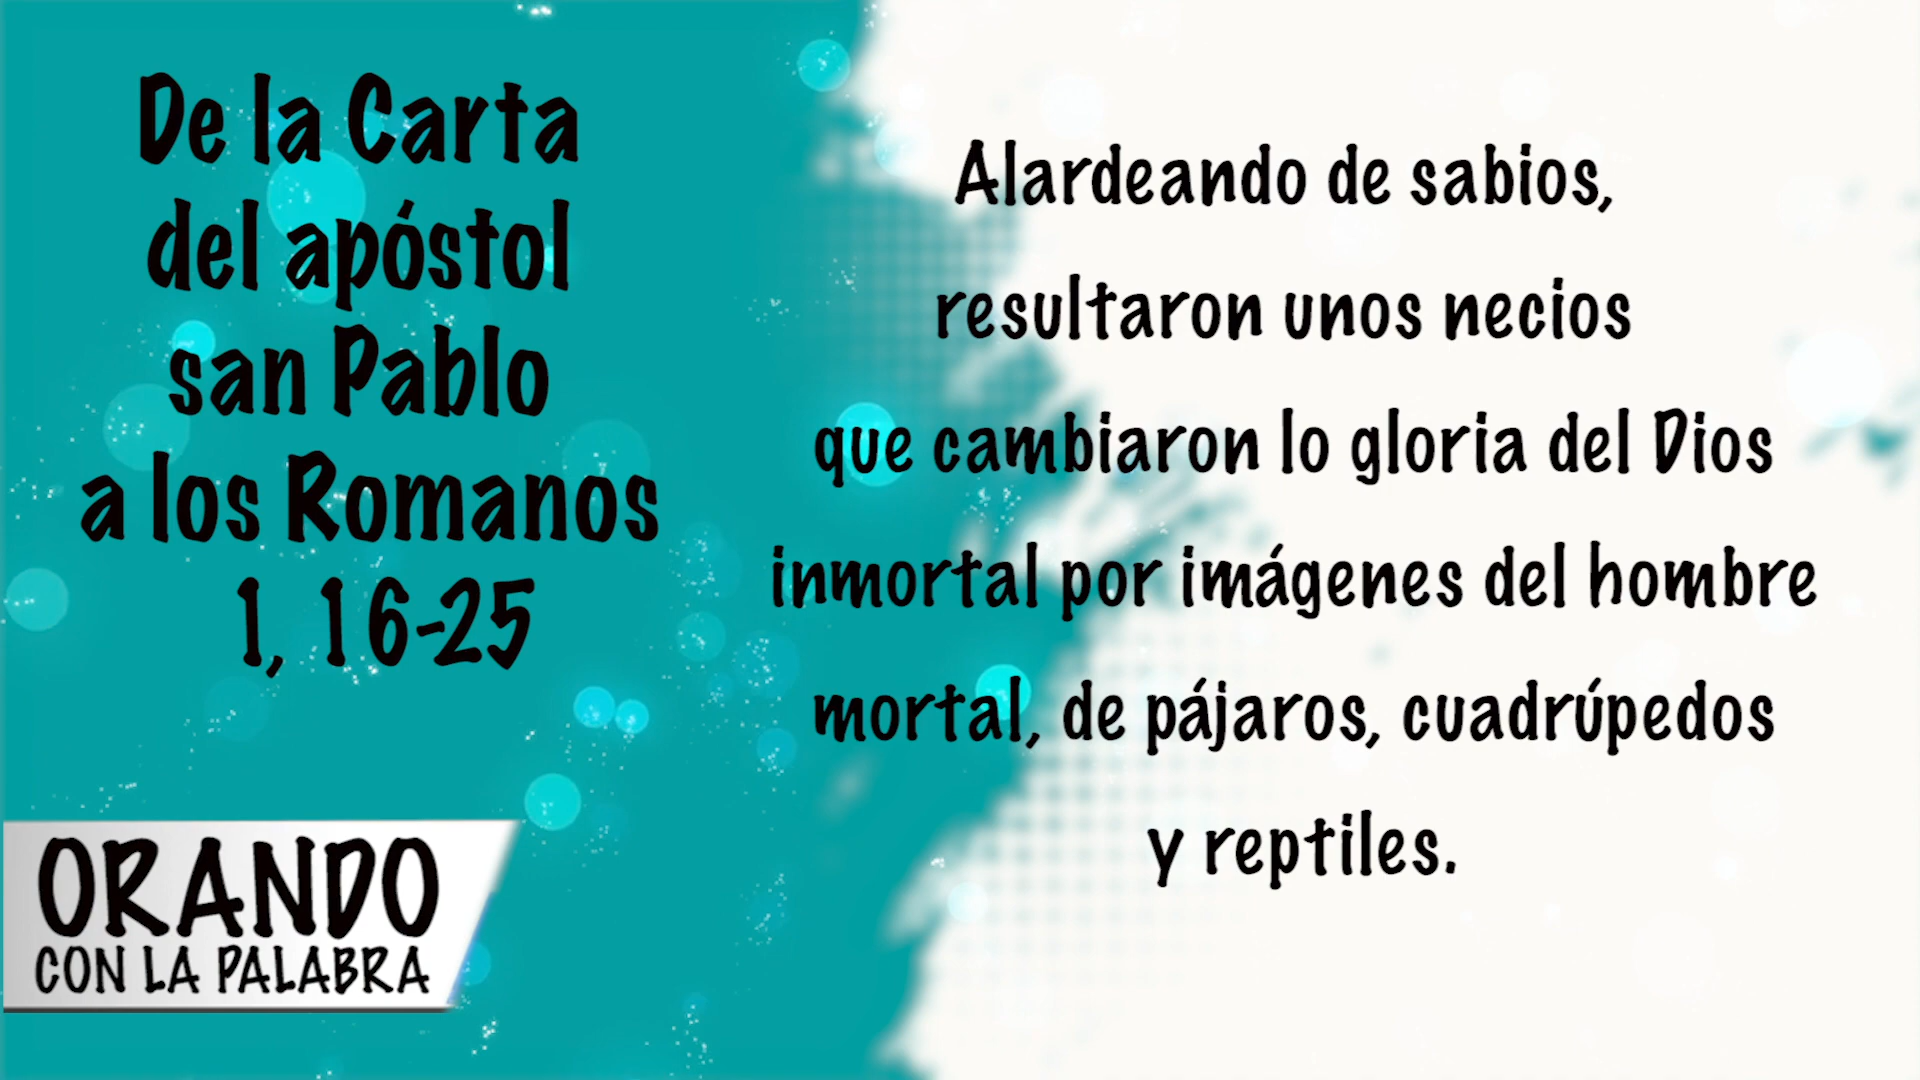 De la Carta
del apóstol
san Pablo
a los Romanos
1, 16-25
Alardeando de sabios,
resultaron unos necios
que cambiaron lo gloria del Dios
inmortal por imágenes del hombre
mortal, de pájaros, cuadrúpedos
y reptiles.
ORANDO
CON LA PALABRA